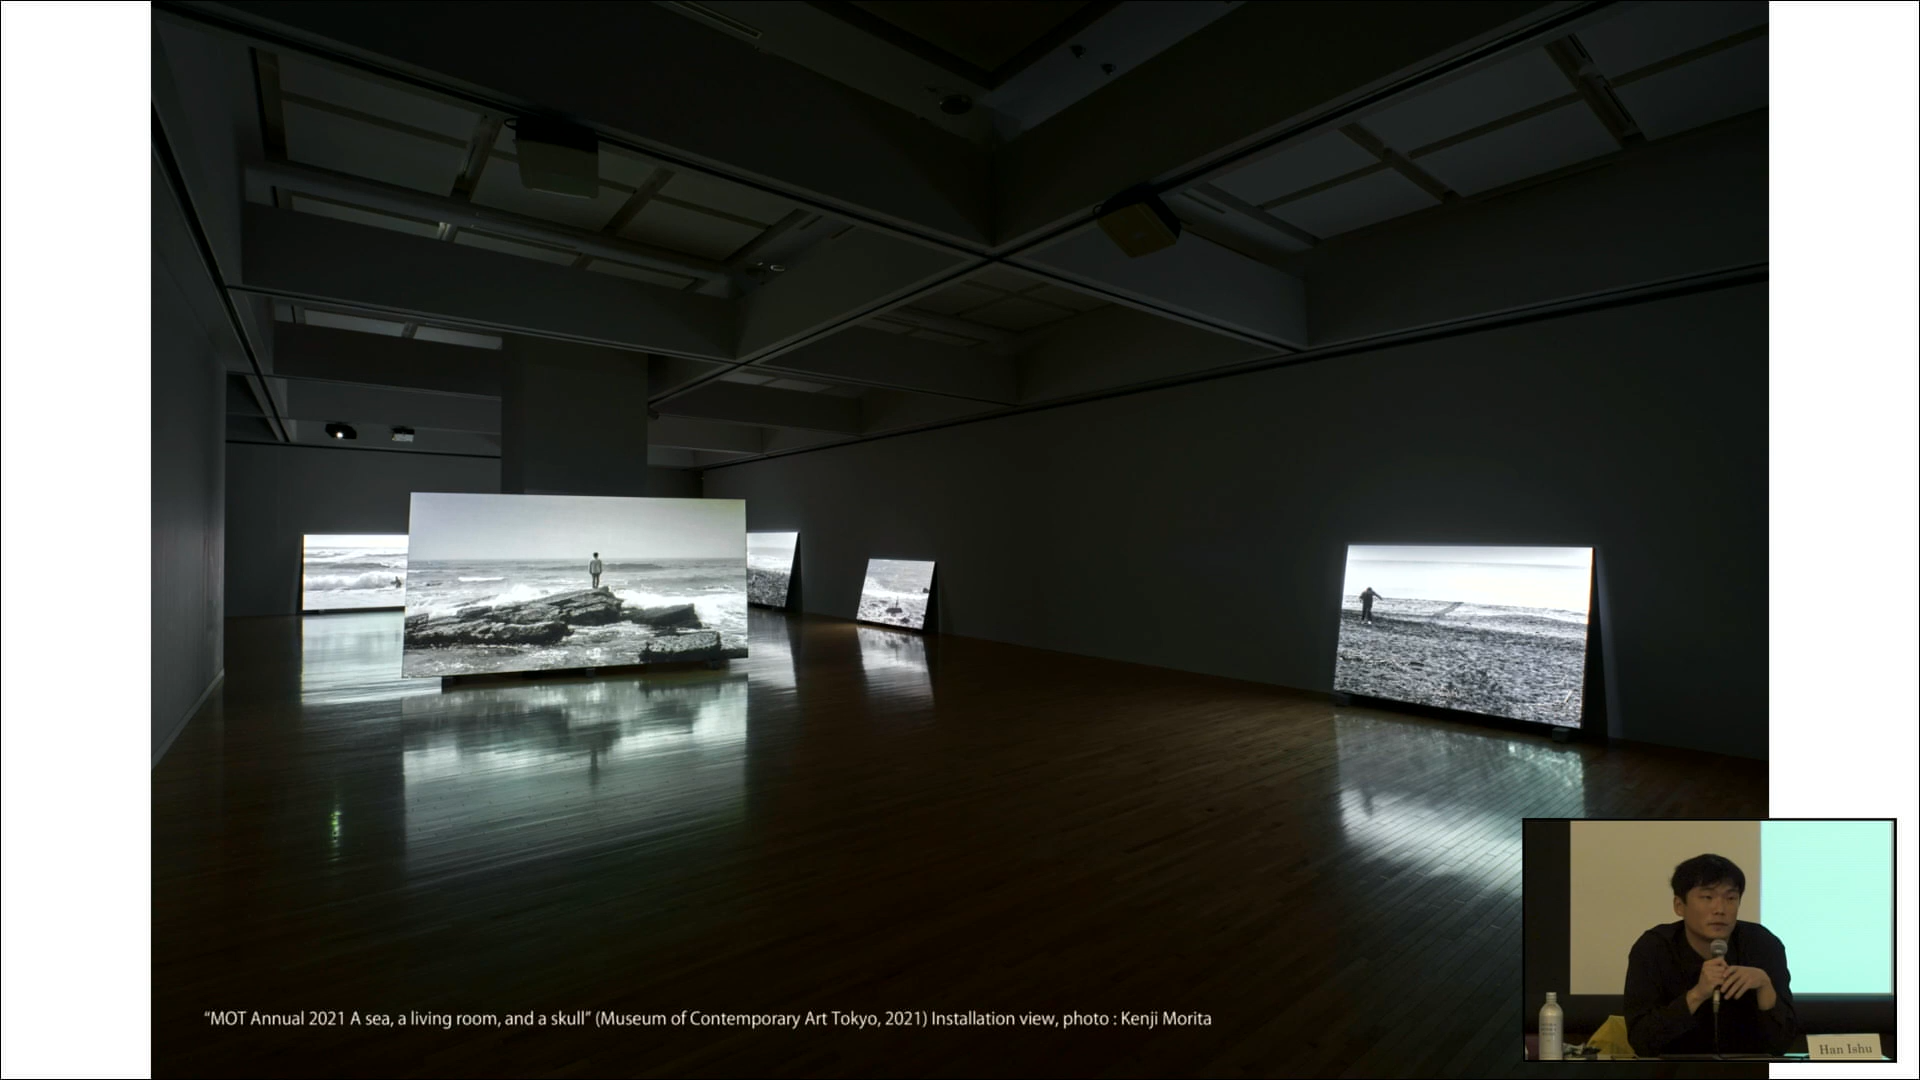 “MOT Annual 2021 A sea, a living room, and a skull” (Museum of Contemporary Art Tokyo, 2021) Installation view, photo : Kenji Morita
Han Ishu